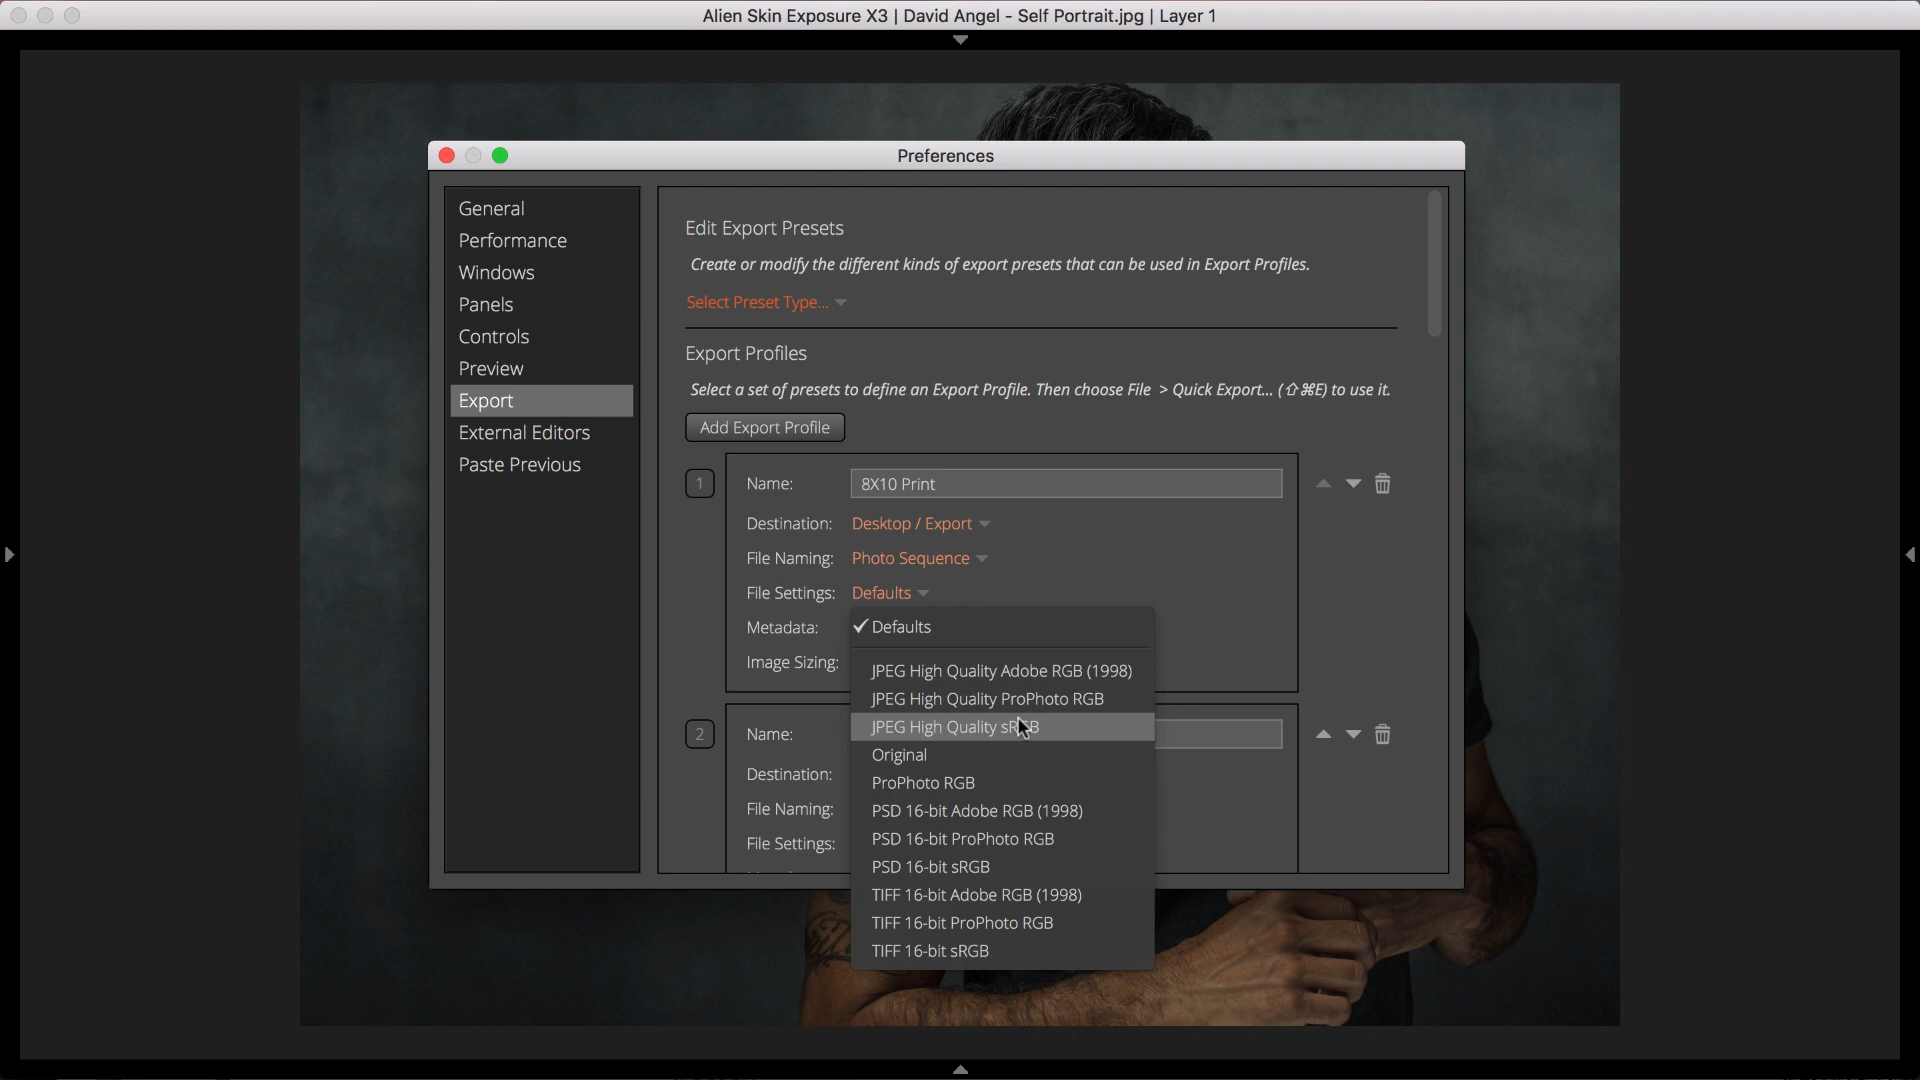 Alien Skin Exposure X3 | David Angel - Self Portrait.jpg | Layer 1
Preferences
General
Performance
Windows
Panels
Controls
Preview
Export
External Editors
Paste Previous
Edit Export Presets
Create or modify the different kinds of export presets that can be used in Export Profiles.
Select Preset Type...
Export Profiles
Select a set of presets to define an Export Profile. Then choose File > Quick Export... (⇧⌘E) to use it.
Add Export Profile
1
Name: 8X10 Print
Destination: Desktop / Export
File Naming: Photo Sequence
File Settings: Defaults
Metadata:
Image Sizing:
✓ Defaults
JPEG High Quality Adobe RGB (1998)
JPEG High Quality ProPhoto RGB
JPEG High Quality sRGB
Original
ProPhoto RGB
PSD 16-bit Adobe RGB (1998)
PSD 16-bit ProPhoto RGB
PSD 16-bit sRGB
TIFF 16-bit Adobe RGB (1998)
TIFF 16-bit ProPhoto RGB
TIFF 16-bit sRGB
2
Name:
Destination:
File Naming:
File Settings: